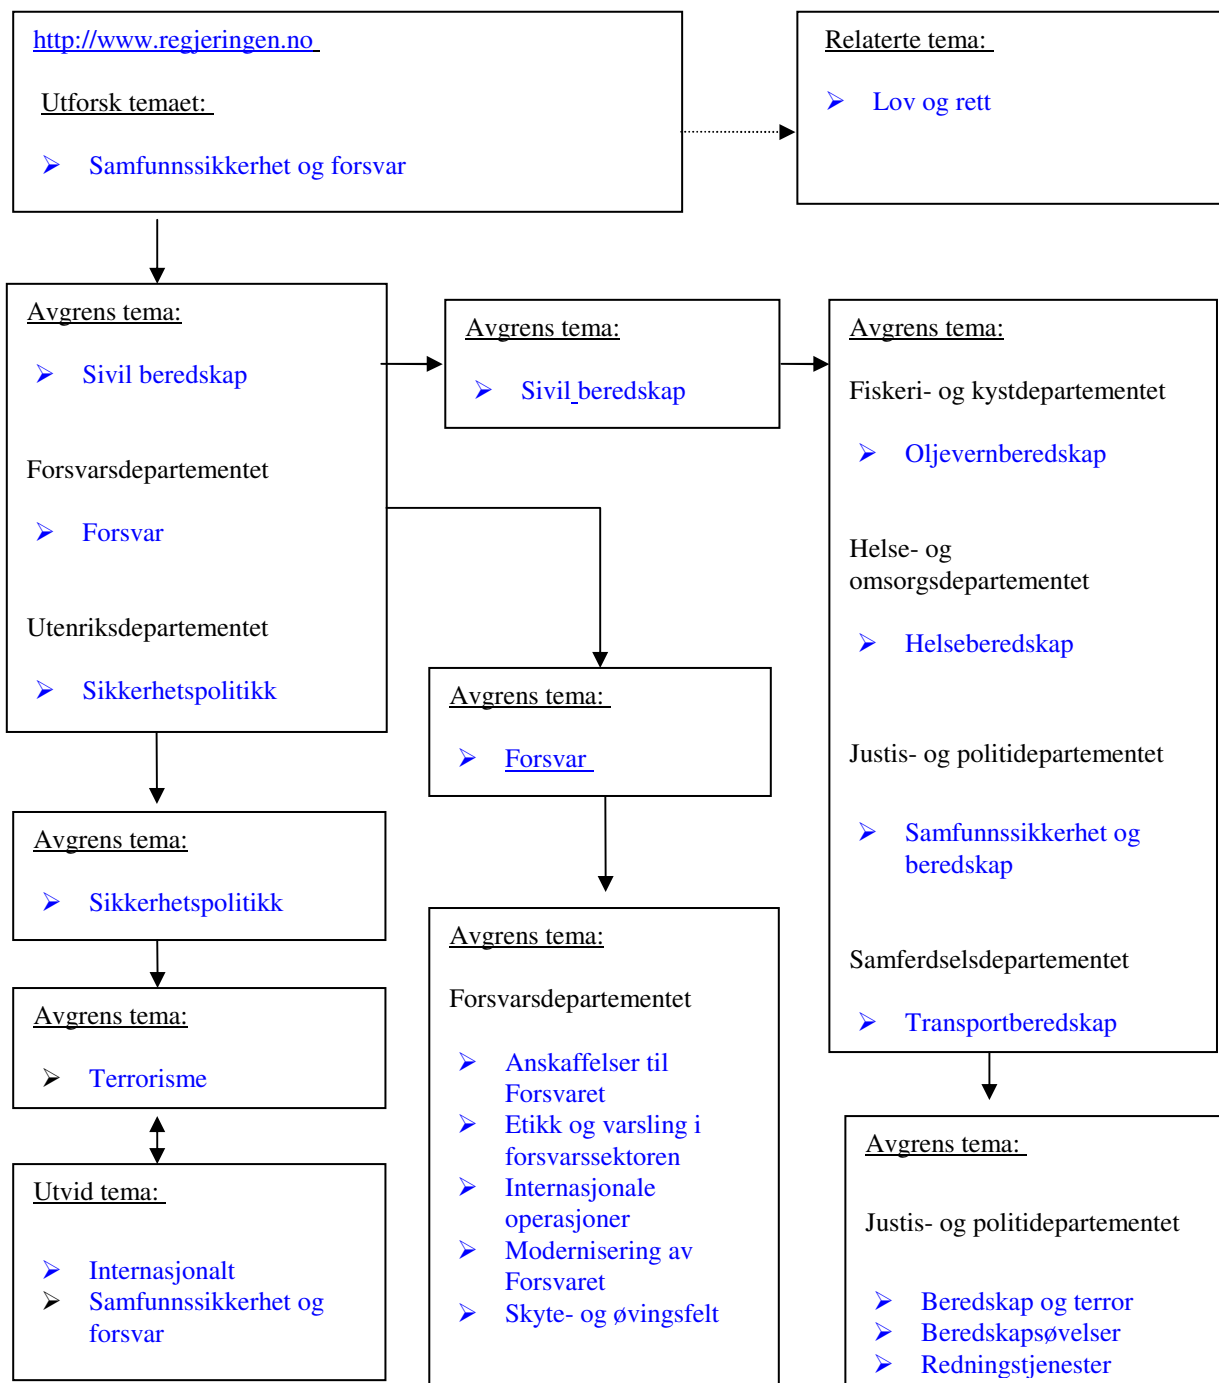 http://www.regjeringen.no
Utforsk temaet:
➢ Samfunnssikkerhet og forsvar
Relaterte tema:
➢ Lov og rett
Avgrens tema:
➢ Sivil beredskap
Forsvarsdepartementet
➢ Forsvar
Utenriksdepartementet
➢ Sikkerhetspolitikk
Avgrens tema:
➢ Sivil beredskap
Avgrens tema:
Fiskeri- og kystdepartementet
➢ Oljevernberedskap
Helse- og
omsorgsdepartementet
➢ Helseberedskap
Justis- og politidepartementet
➢ Samfunnssikkerhet og
beredskap
Samferdselsdepartementet
➢ Transportberedskap
Avgrens tema:
➢ Forsvar
Avgrens tema:
➢ Sikkerhetspolitikk
Avgrens tema:
➢ Terrorisme
Utvid tema:
➢ Internasjonalt
➢ Samfunnssikkerhet og
forsvar
Avgrens tema:
Forsvarsdepartementet
➢ Anskaffelser til
Forsvaret
➢ Etikk og varsling i
forsvarssektoren
➢ Internasjonale
operasjoner
➢ Modernisering av
Forsvaret
➢ Skyte- og øvingsfelt
Avgrens tema:
Justis- og politidepartementet
➢ Beredskap og terror
➢ Beredskapsøvelser
➢ Redningstjenester